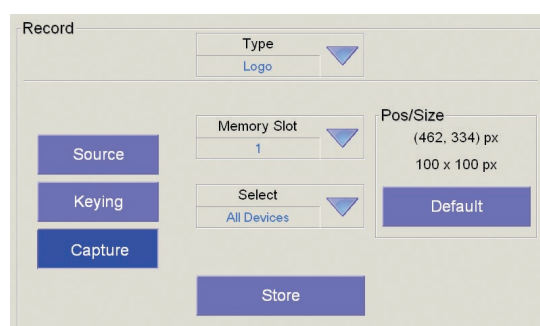 Record
Type
Logo
Memory Slot
1
Pos/Size
(462, 334) px
100 x 100 px
Source
Keying
Capture
Select
All Devices
Default
Store